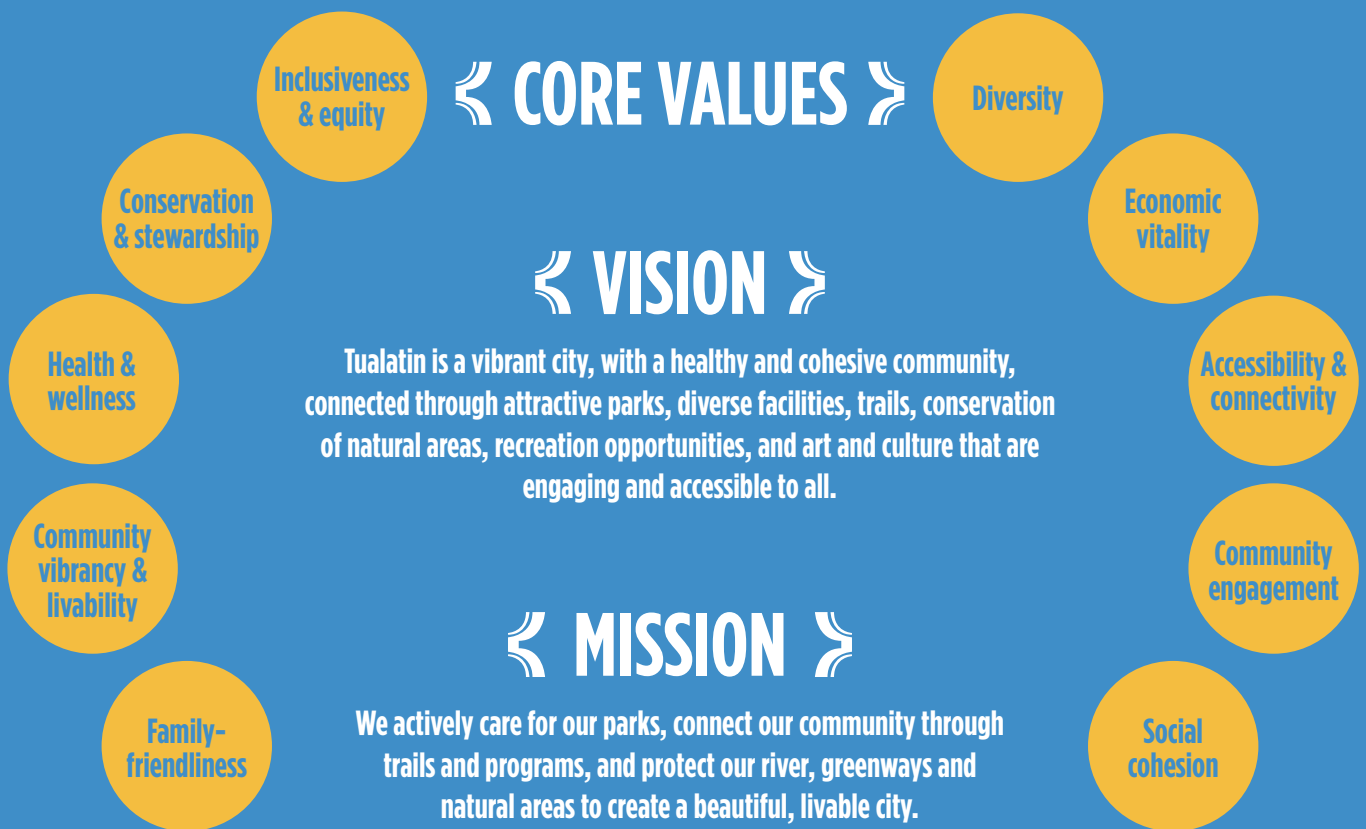 CORE VALUES
Inclusiveness
& equity
Diversity
Conservation
& stewardship
Economic
vitality
Health &
wellness
Accessibility &
connectivity
Community
vibrancy &
livability
Community
engagement
Family-
friendliness
Social
cohesion
VISION
Tualatin is a vibrant city, with a healthy and cohesive community,
connected through attractive parks, diverse facilities, trails, conservation
of natural areas, recreation opportunities, and art and culture that are
engaging and accessible to all.
MISSION
We actively care for our parks, connect our community through
trails and programs, and protect our river, greenways and
natural areas to create a beautiful, livable city.